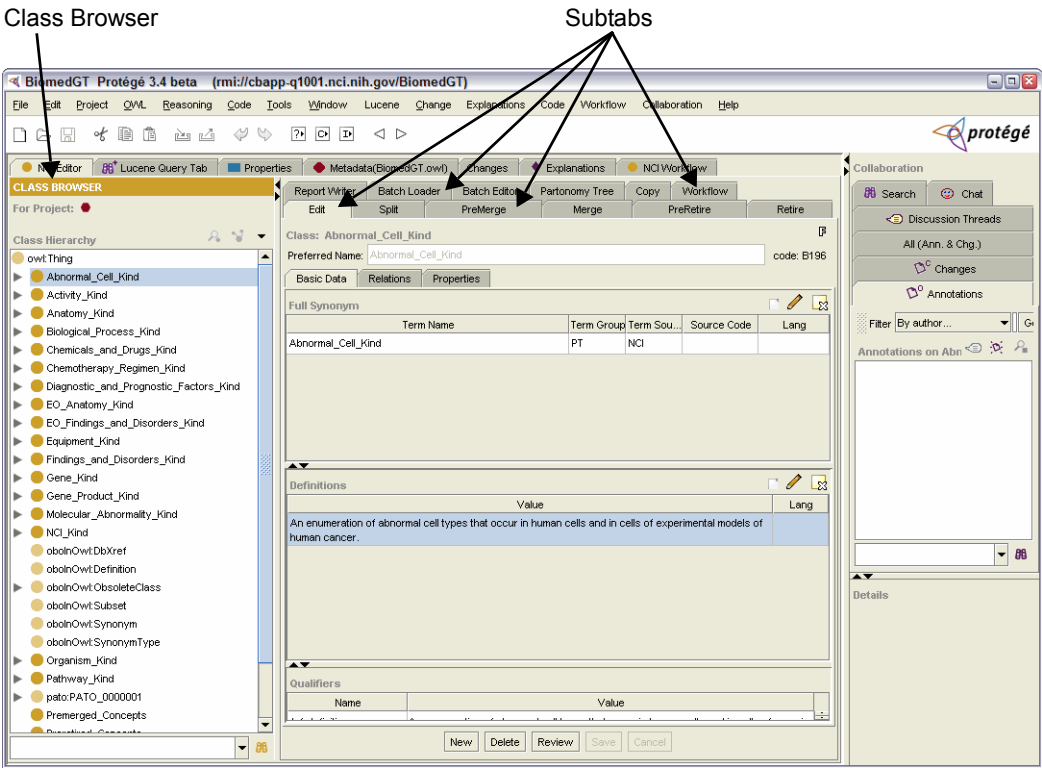 Class Browser
Subtabs
BiomedGT Protégé 3.4 beta (rmi://cbapp-q1001.nci.nih.gov/BiomedGT)
File Edit Project OWL Reasoning Code Tools Window Lucene Change Explanations Code Workflow Collaboration Help
protégé
Editor Lucene Query Tab Properties Metadata(BiomedGT.owl) Changes Explanations NCI Workflow
Collaboration
CLASS BROWSER
For Project:
Class Hierarchy
owl:Thing
Abnormal_Cell_Kind
Activity_Kind
Anatomy_Kind
Biological_Process_Kind
Chemicals_and_Drugs_Kind
Chemotherapy_Regimen_Kind
Diagnostic_and_Prognostic_Factors_Kind
EO_Anatomy_Kind
EO_Findings_and_Disorders_Kind
Equipment_Kind
Findings_and_Disorders_Kind
Gene_Kind
Gene_Product_Kind
Molecular_Abnormality_Kind
NCI_Kind
oboInOwl:DbXref
oboInOwl:Definition
oboInOwl:ObsoleteClass
oboInOwl:Subset
oboInOwl:Synonym
oboInOwl:SynonymType
Organism_Kind
Pathway_Kind
pato:PATO_0000001
Premerged_Concepts
Report Writer Batch Loader Batch Editor Partonomy Tree Copy Workflow
Edit Split PreMerge Merge PreRetire Retire
Class: Abnormal_Cell_Kind
Preferred Name: Abnormal_Cell_Kind code: B196
Basic Data Relations Properties
Full Synonym
Term Name Term Group Term Sou... Source Code Lang
Abnormal_Cell_Kind PT NCI
Definitions
Value Lang
An enumeration of abnormal cell types that occur in human cells and in cells of experimental models of
human cancer.
Qualifiers
Name Value
New Delete Review Save Cancel
Search Chat
Discussion Threads
All (Ann. & Chg.)
Changes
Annotations
Filter By author...
Annotations on Abn
Details